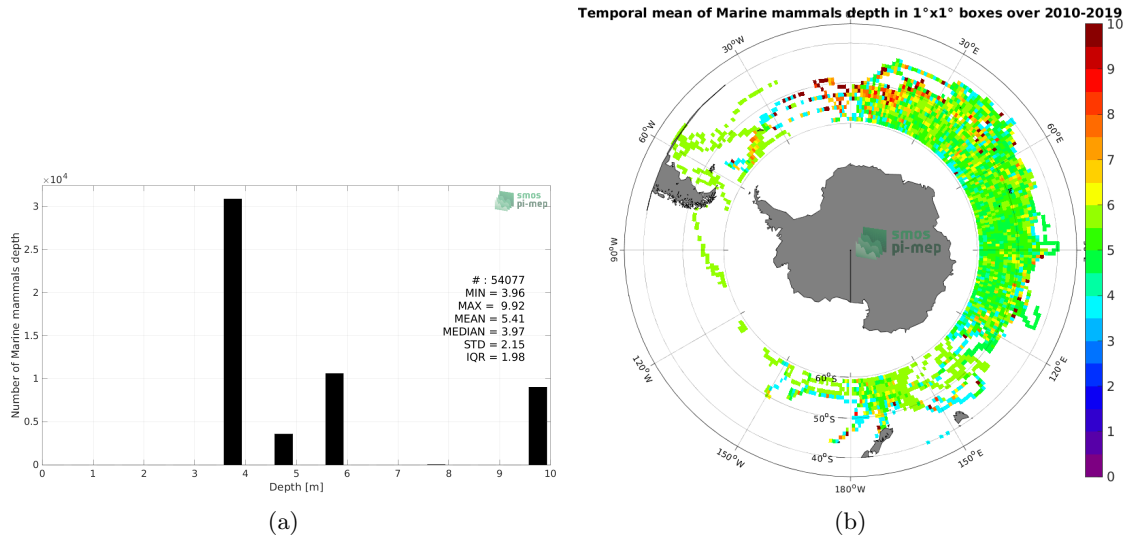 Temporal mean of Marine mammals depth in 1°x1° boxes over 2010-2019
×10⁴
3
2.5
2
1.5
1
0.5
0
Number of Marine mammals depth
smos
pi-mep
# : 54077
MIN = 3.96
MAX = 9.92
MEAN = 5.41
MEDIAN = 3.97
STD = 2.15
IQR = 1.98
0 1 2 3 4 5 6 7 8 9 10
Depth [m]
(a)
30°W
30°E
60°W
60°E
90°W
120°W
120°E
150°W
150°E
180°W
60°S
50°S
40°S
smos
pi-mep
10
9
8
7
6
5
4
3
2
1
0
(b)